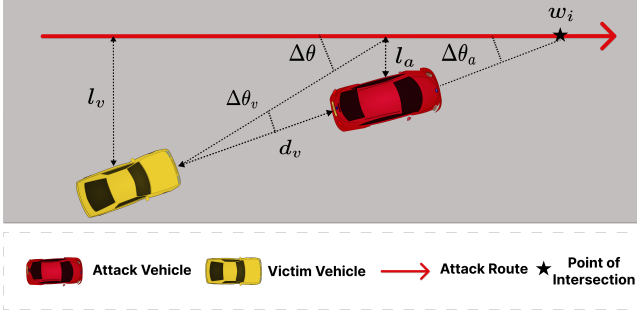 w_i
Δθ
l_a
Δθ_a
l_v
Δθ_v
d_v
Attack Vehicle
Victim Vehicle
Attack Route
Point of
Intersection